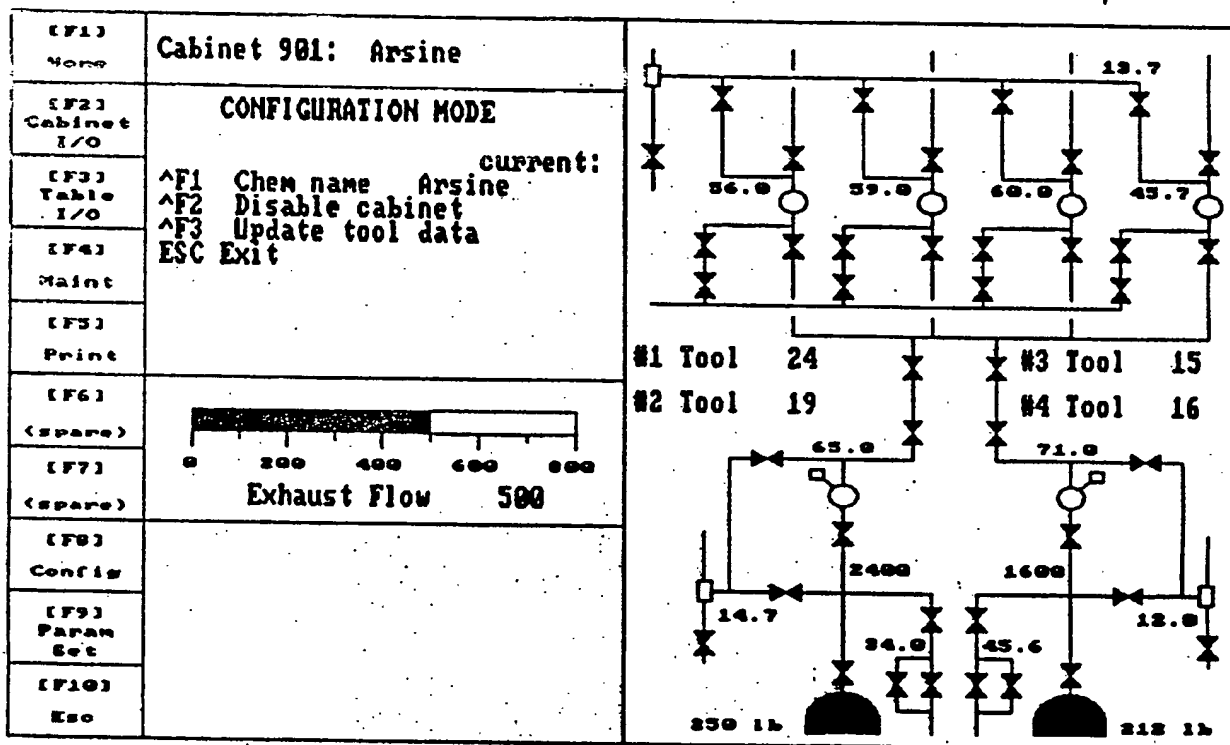 [F1]
More
[F2]
Cabinet
I/O
[F3]
Table
I/O
[F4]
Maint
[F5]
Print
[F6]
(spare)
[F7]
(spare)
[F8]
Config
[F9]
Param
Set
[F10]
Esc
Cabinet 901: Arsine
CONFIGURATION MODE
current:
^F1 Chem name Arsine
^F2 Disable cabinet
^F3 Update tool data
ESC Exit
0 200 400 600 800
Exhaust Flow 500
13.7
56.0 59.0 60.0 45.7
#1 Tool 24 #3 Tool 15
#2 Tool 19 #4 Tool 16
65.0 71.0
2400 1600
14.7 12.8
34.0 45.6
250 lb 212 lb